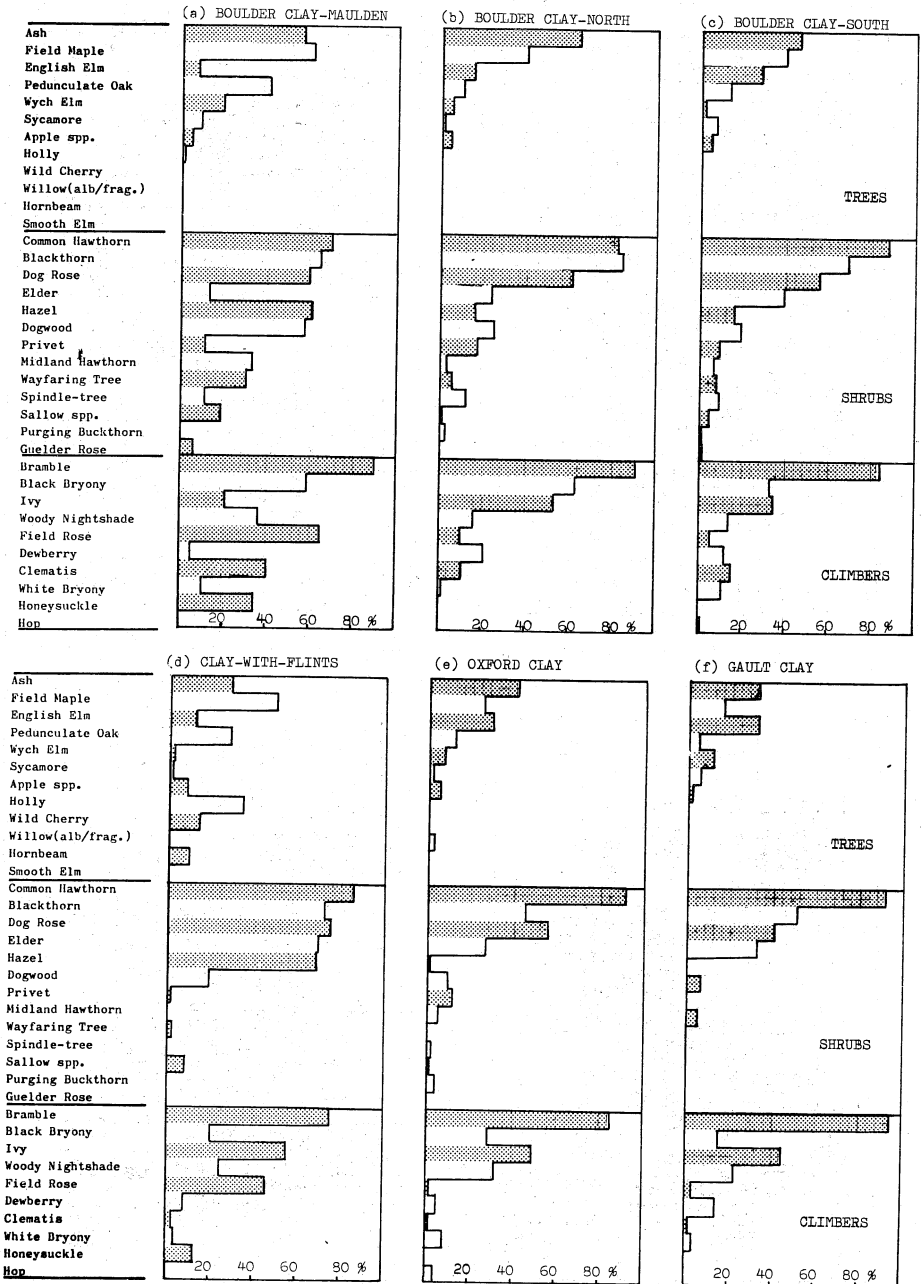 (a) BOULDER CLAY-MAULDEN
(b) BOULDER CLAY-NORTH
(c) BOULDER CLAY-SOUTH
Ash
Field Maple
English Elm
Pedunculate Oak
Wych Elm
Sycamore
Apple spp.
Holly
Wild Cherry
Willow(alb/frag.)
Hornbeam
Smooth Elm
TREES
Common Hawthorn
Blackthorn
Dog Rose
Elder
Hazel
Dogwood
Privet
Midland Hawthorn
Wayfaring Tree
Spindle-tree
Sallow spp.
Purging Buckthorn
Guelder Rose
SHRUBS
Bramble
Black Bryony
Ivy
Woody Nightshade
Field Rose
Dewberry
Clematis
White Bryony
Honeysuckle
Hop
CLIMBERS
20 40 60 80 %
20 40 60 80 %
20 40 60 80 %
(d) CLAY-WITH-FLINTS
(e) OXFORD CLAY
(f) GAULT CLAY
Ash
Field Maple
English Elm
Pedunculate Oak
Wych Elm
Sycamore
Apple spp.
Holly
Wild Cherry
Willow(alb/frag.)
Hornbeam
Smooth Elm
TREES
Common Hawthorn
Blackthorn
Dog Rose
Elder
Hazel
Dogwood
Privet
Midland Hawthorn
Wayfaring Tree
Spindle-tree
Sallow spp.
Purging Buckthorn
Guelder Rose
SHRUBS
Bramble
Black Bryony
Ivy
Woody Nightshade
Field Rose
Dewberry
Clematis
White Bryony
Honeysuckle
Hop
CLIMBERS
20 40 60 80 %
20 40 60 80 %
20 40 60 80 %